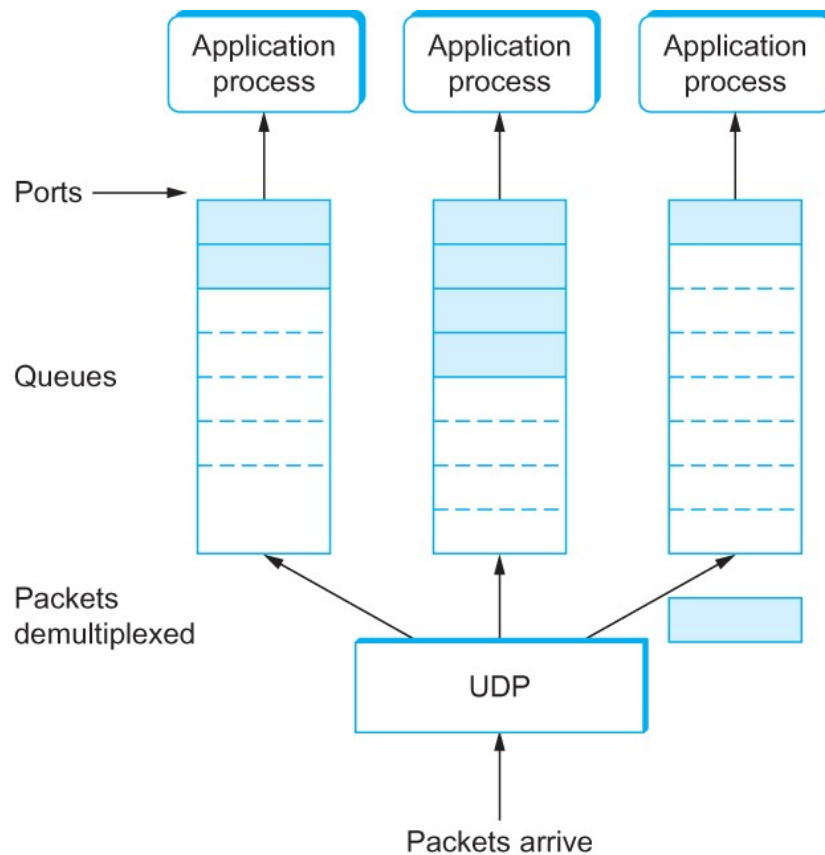 Application
process
Application
process
Application
process
Ports
Queues
Packets
demultiplexed
UDP
Packets arrive